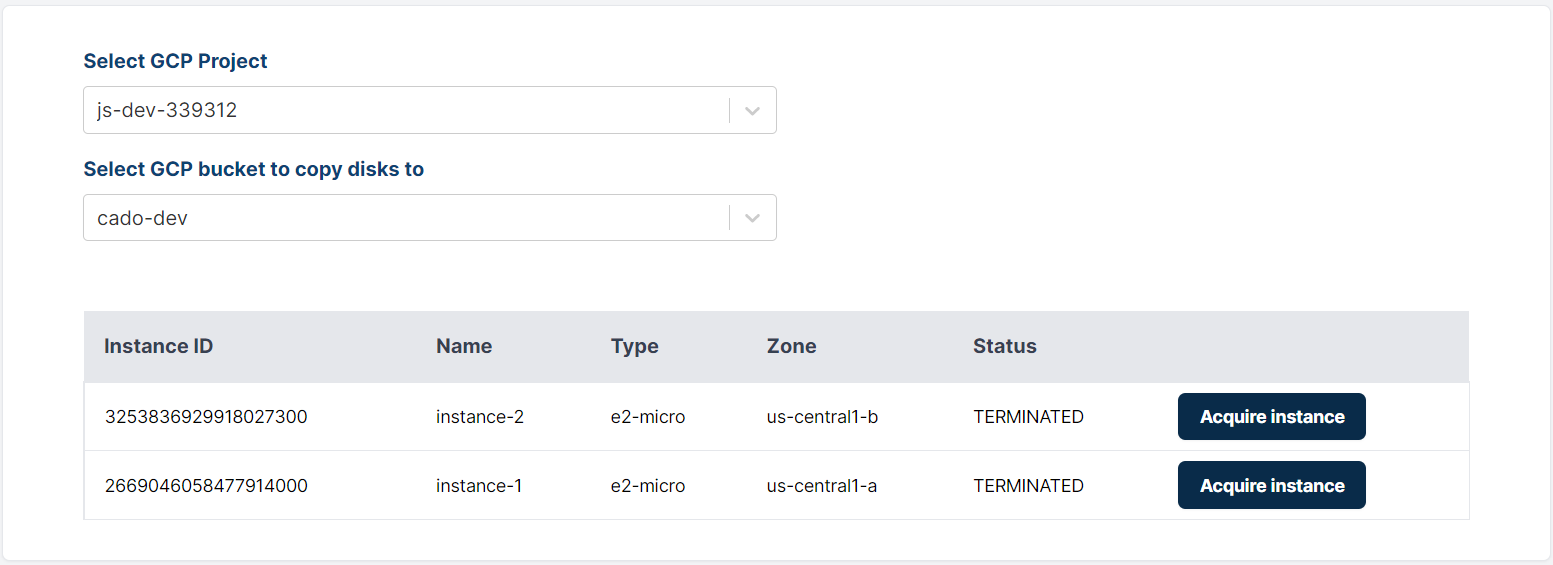 Select GCP Project
js-dev-339312
Select GCP bucket to copy disks to
cado-dev
Instance ID Name Type Zone Status
3253836929918027300 instance-2 e2-micro us-central1-b TERMINATED Acquire instance
2669046058477914000 instance-1 e2-micro us-central1-a TERMINATED Acquire instance